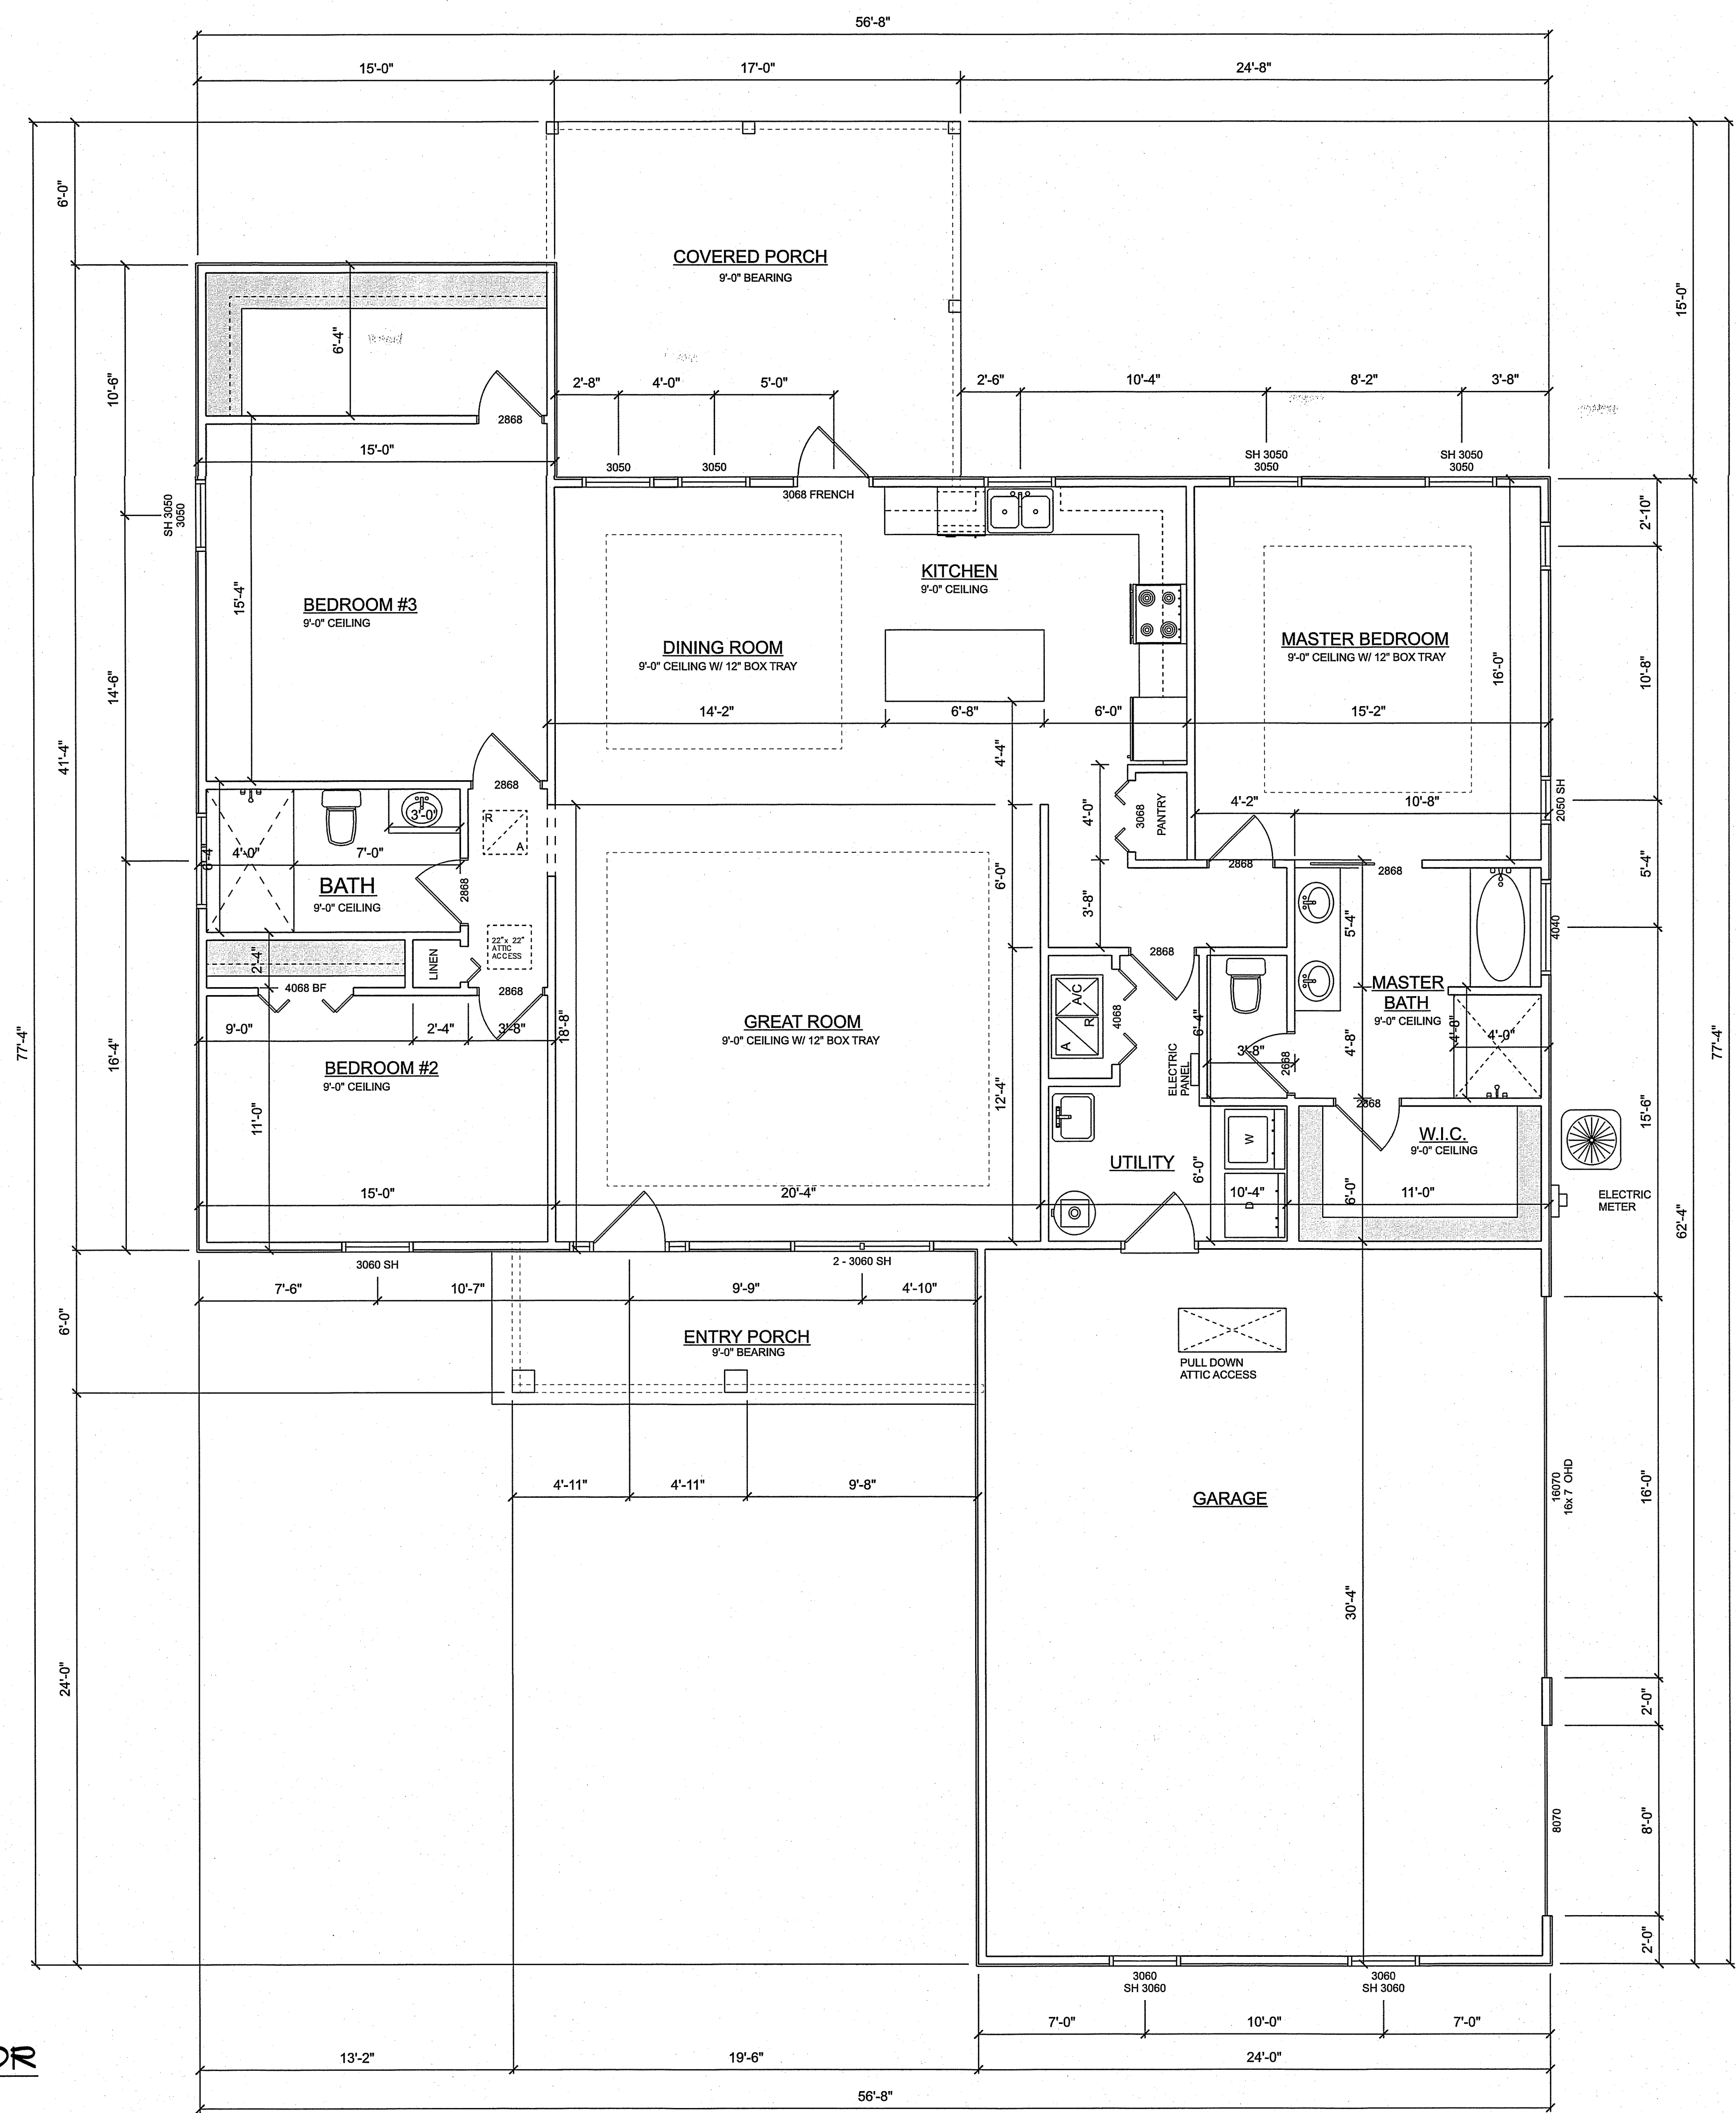 56'-8"
15'-0"
17'-0"
24'-8"
6'-0"
COVERED PORCH
9'-0" BEARING
15'-0"
6'-4"
10'-6"
2'-8"
4'-0"
5'-0"
2'-6"
10'-4"
8'-2"
3'-8"
2868
15'-0"
3050
3050
SH 3050
3050
SH 3050
3050
3068 FRENCH
SH 3050
3050
2'-10"
KITCHEN
9'-0" CEILING
15'-4"
BEDROOM #3
9'-0" CEILING
DINING ROOM
9'-0" CEILING W/ 12" BOX TRAY
MASTER BEDROOM
9'-0" CEILING W/ 12" BOX TRAY
16'-0"
10'-8"
14'-6"
14'-2"
6'-8"
6'-0"
15'-2"
41'-4"
4'-4"
2868
4'-0"
3068
PANTRY
4'-2"
10'-8"
2050 SH
3'-0"
R
A
6'-4"
4'-0"
7'-0"
BATH
9'-0" CEILING
2868
2868
2868
5'-4"
6'-0"
3'-8"
5'-4"
4040
22"x 22"
ATTIC
ACCESS
LINEN
2'-4"
4068 BF
2868
2868
MASTER
BATH
9'-0" CEILING
9'-0"
2'-4"
3'-8"
18'-8"
GREAT ROOM
9'-0" CEILING W/ 12" BOX TRAY
A/C
R
A
4068
6'-4"
3'-8"
2668
4'-8"
4'-8"
4'-0"
77'-4"
77'-4"
16'-4"
BEDROOM #2
9'-0" CEILING
ELECTRIC
PANEL
11'-0"
12'-4"
2868
W.I.C.
9'-0" CEILING
15'-6"
W
UTILITY
6'-0"
D
6'-0"
15'-0"
20'-4"
10'-4"
11'-0"
ELECTRIC
METER
62'-4"
3060 SH
2 - 3060 SH
7'-6"
10'-7"
9'-9"
4'-10"
6'-0"
ENTRY PORCH
9'-0" BEARING
PULL DOWN
ATTIC ACCESS
4'-11"
4'-11"
9'-8"
GARAGE
16070
16x 7 OHD
16'-0"
30'-4"
24'-0"
2'-0"
8070
8'-0"
2'-0"
3060
SH 3060
3060
SH 3060
7'-0"
10'-0"
7'-0"
OR
13'-2"
19'-6"
24'-0"
56'-8"